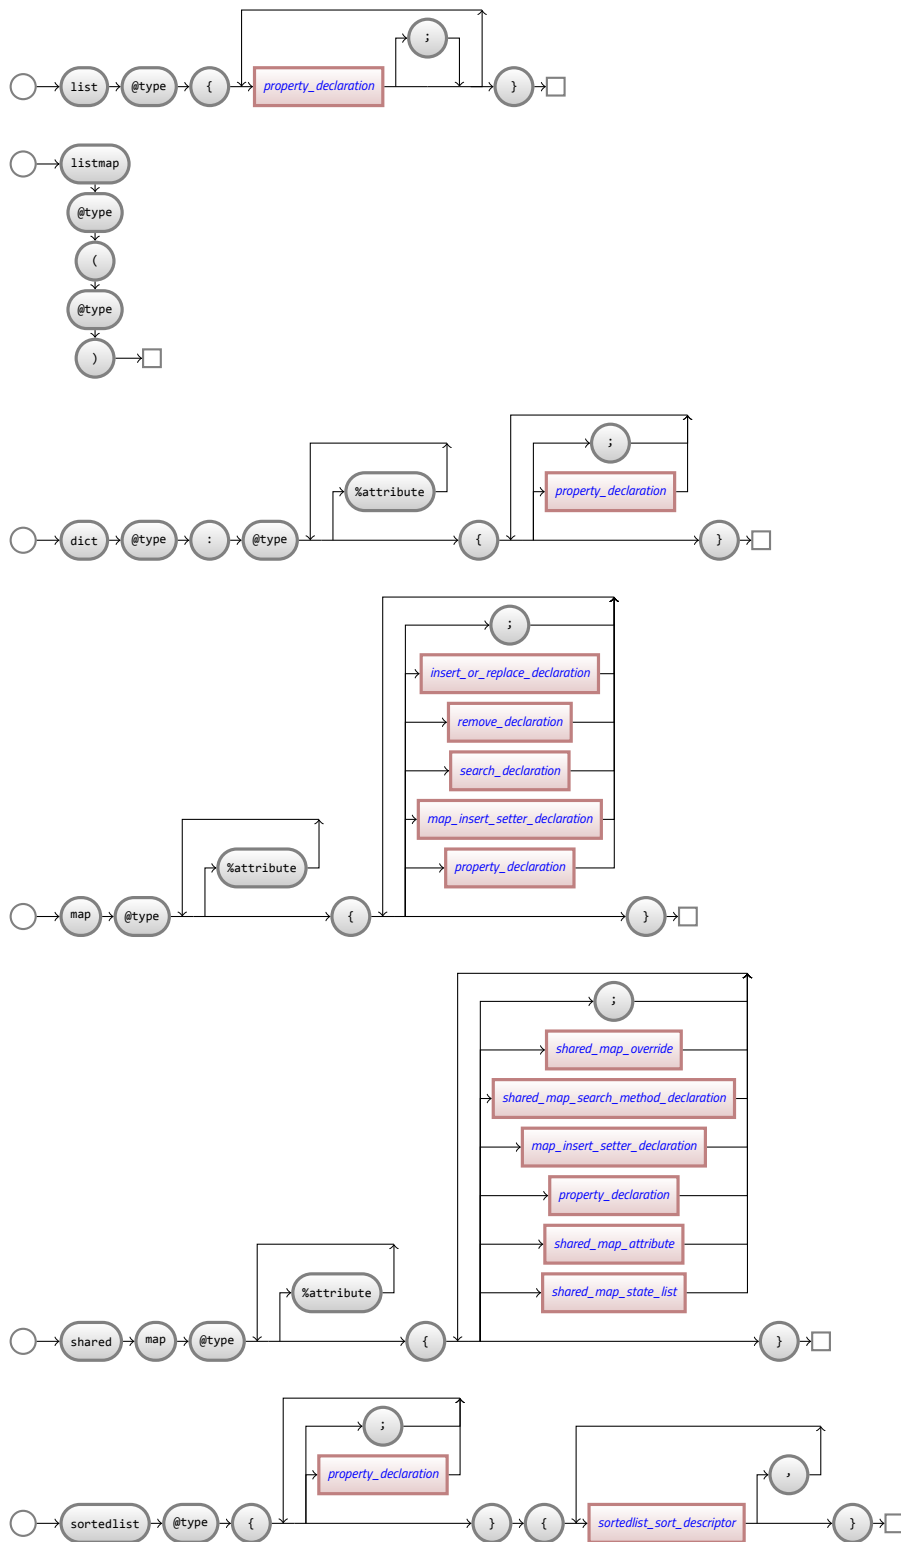 ;
list @type { property_declaration }
listmap
@type
(
@type
)
;
%attribute property_declaration
dict @type : @type { }
;
insert_or_replace_declaration
remove_declaration
search_declaration
map_insert_setter_declaration
%attribute property_declaration
map @type { }
;
shared_map_override
shared_map_search_method_declaration
map_insert_setter_declaration
property_declaration
shared_map_attribute
%attribute shared_map_state_list
shared map @type { }
;
property_declaration ,
sortedlist @type { } { sortedlist_sort_descriptor }